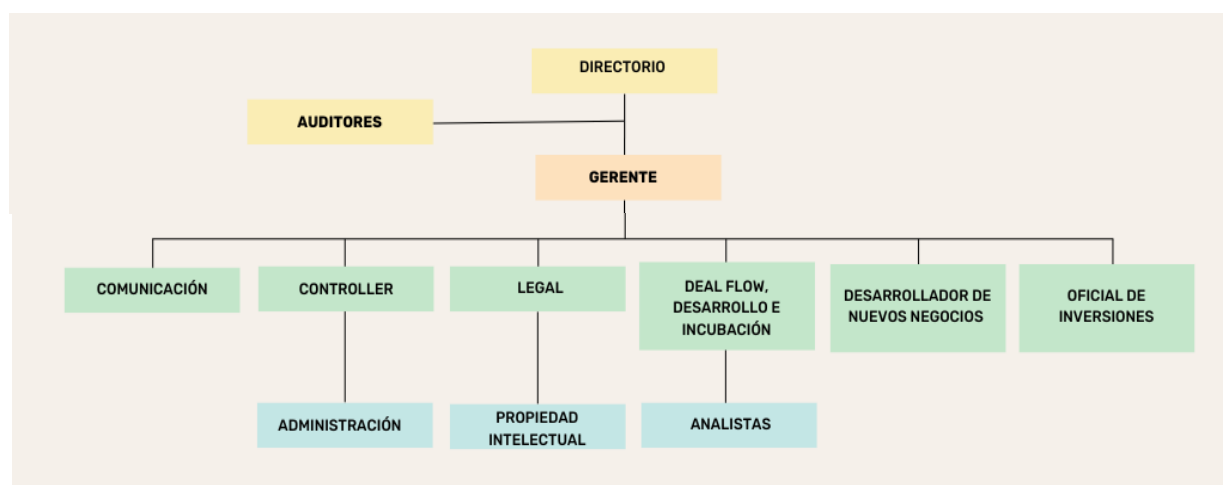 DIRECTORIO
AUDITORES
GERENTE
COMUNICACIÓN
CONTROLLER
LEGAL
DEAL FLOW,
DESARROLLO E
INCUBACIÓN
DESARROLLADOR DE
NUEVOS NEGOCIOS
OFICIAL DE
INVERSIONES
ADMINISTRACIÓN
PROPIEDAD
INTELECTUAL
ANALISTAS